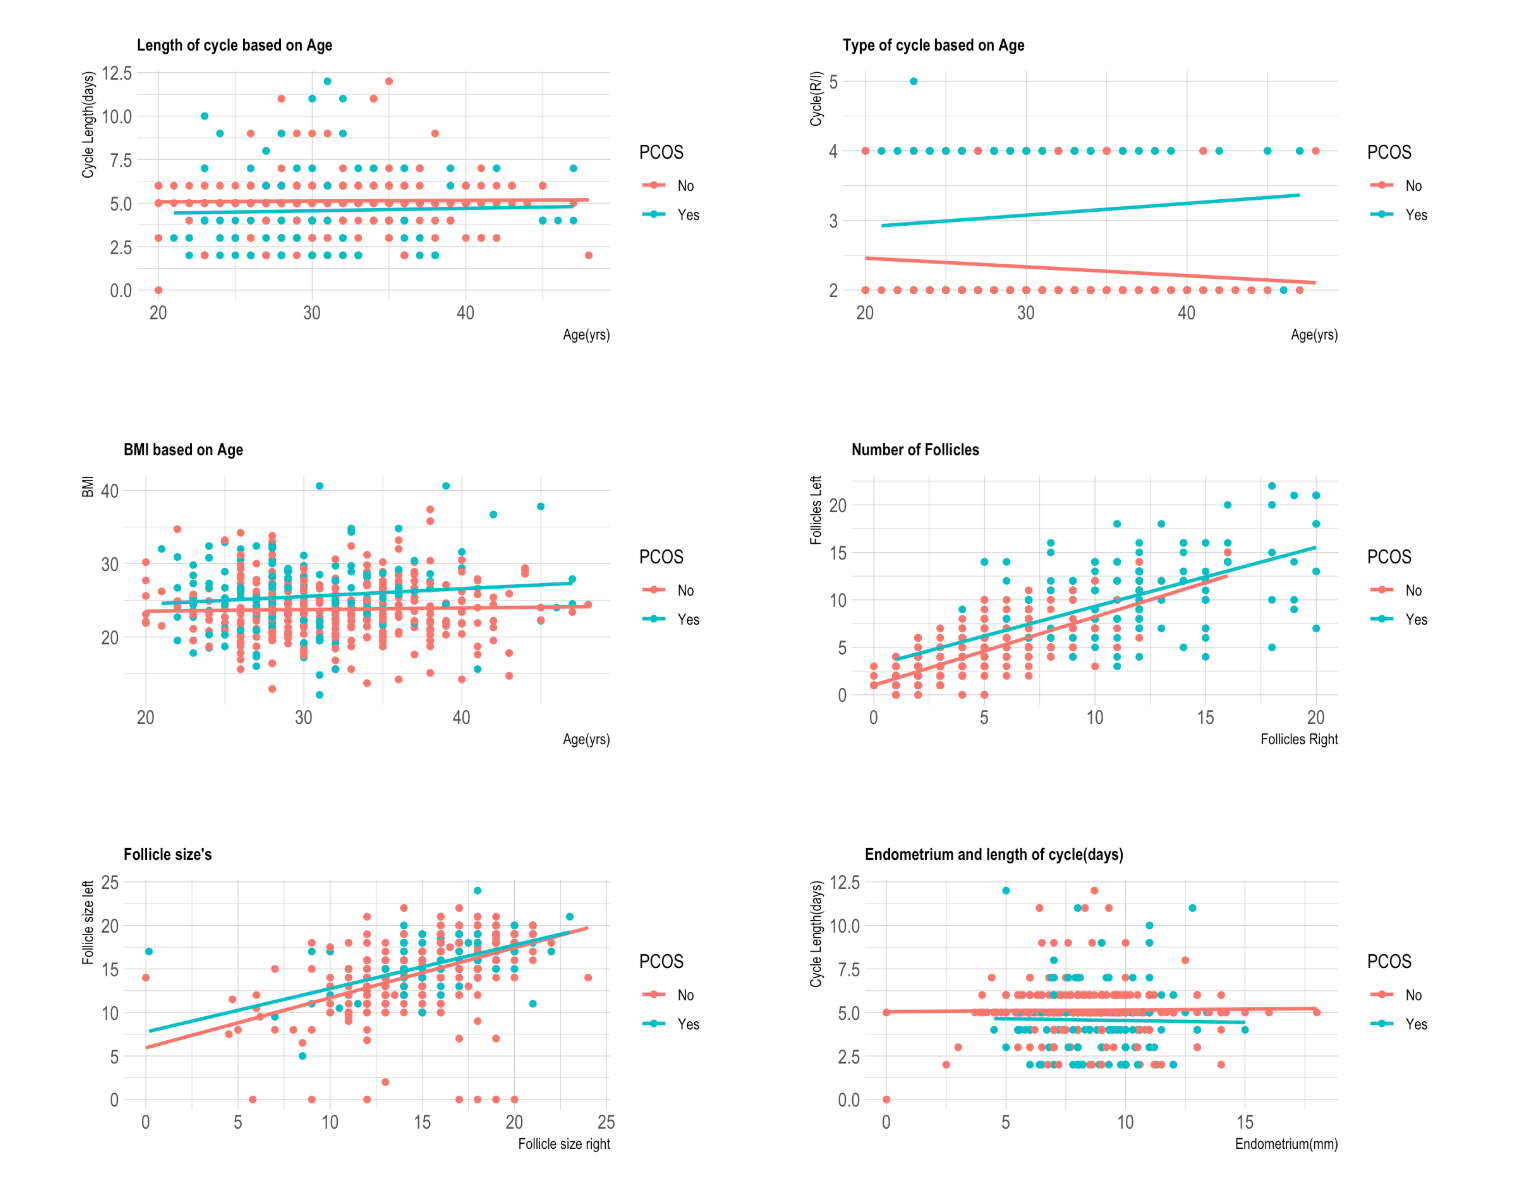 Length of cycle based on Age
Cycle Length(days)
12.5
10.0
7.5
5.0
2.5
0.0
20 30 40
Age(yrs)
PCOS
No
Yes
Type of cycle based on Age
Cycle(R/I)
5
4
3
2
20 30 40
Age(yrs)
PCOS
No
Yes
BMI based on Age
BMI
40
30
20
20 30 40
Age(yrs)
PCOS
No
Yes
Number of Follicles
Follicles Left
20
15
10
5
0
0 5 10 15 20
Follicles Right
PCOS
No
Yes
Follicle size's
Follicle size left
25
20
15
10
5
0
0 5 10 15 20 25
Follicle size right
PCOS
No
Yes
Endometrium and length of cycle(days)
Cycle Length(days)
12.5
10.0
7.5
5.0
2.5
0.0
0 5 10 15
Endometrium(mm)
PCOS
No
Yes